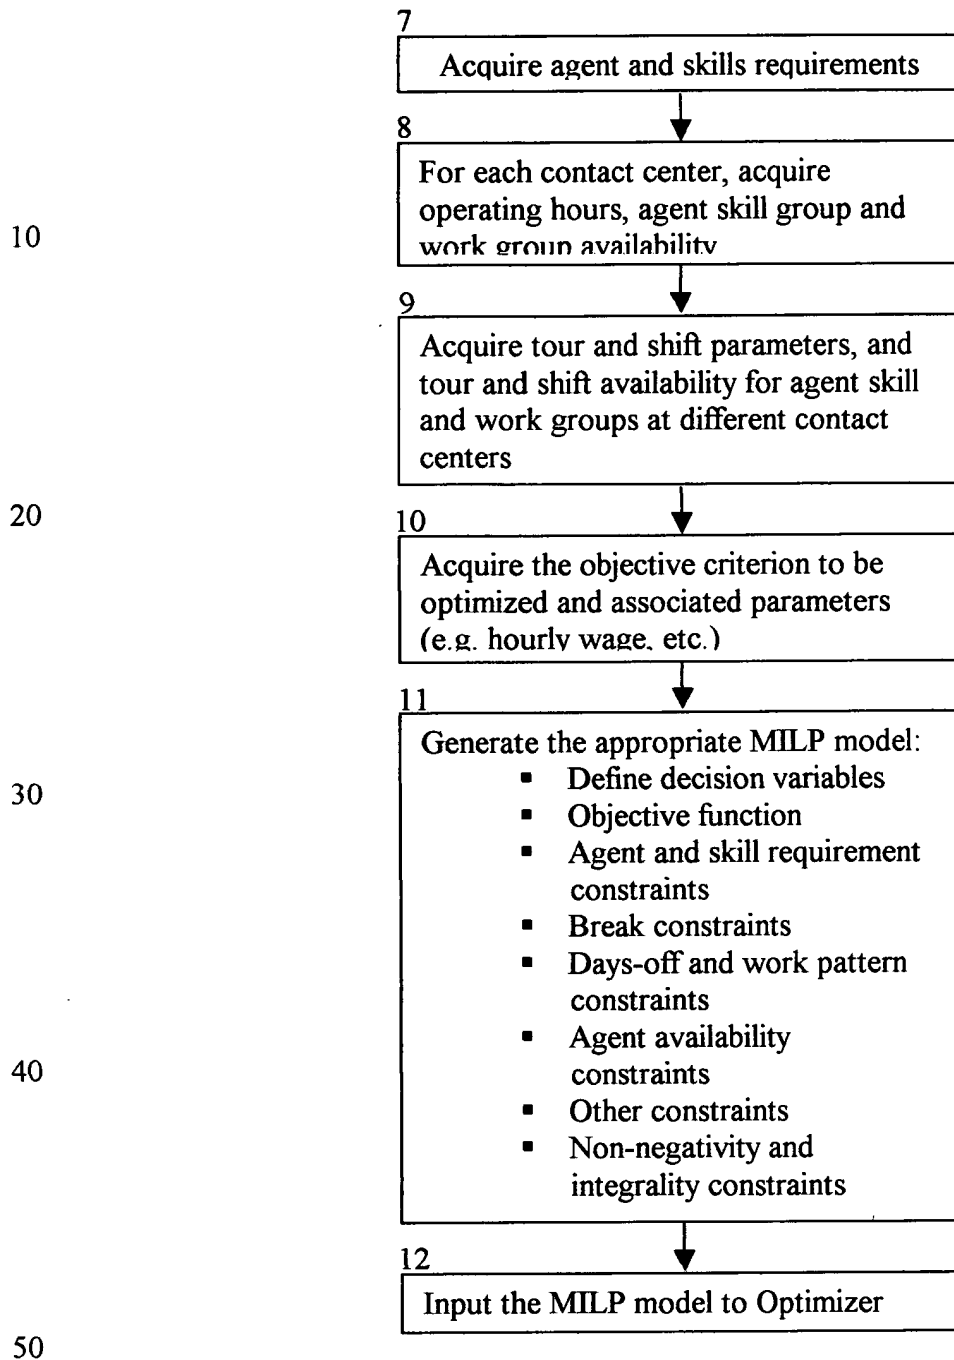 7
Acquire agent and skills requirements
8
For each contact center, acquire
operating hours, agent skill group and
work group availability
10
9
Acquire tour and shift parameters, and
tour and shift availability for agent skill
and work groups at different contact
centers
20
10
Acquire the objective criterion to be
optimized and associated parameters
(e.g. hourly wage, etc.)
11
Generate the appropriate MILP model:
▪ Define decision variables
30
▪ Objective function
▪ Agent and skill requirement
constraints
▪ Break constraints
▪ Days-off and work pattern
constraints
▪ Agent availability
40
constraints
▪ Other constraints
▪ Non-negativity and
integrality constraints
12
Input the MILP model to Optimizer
50